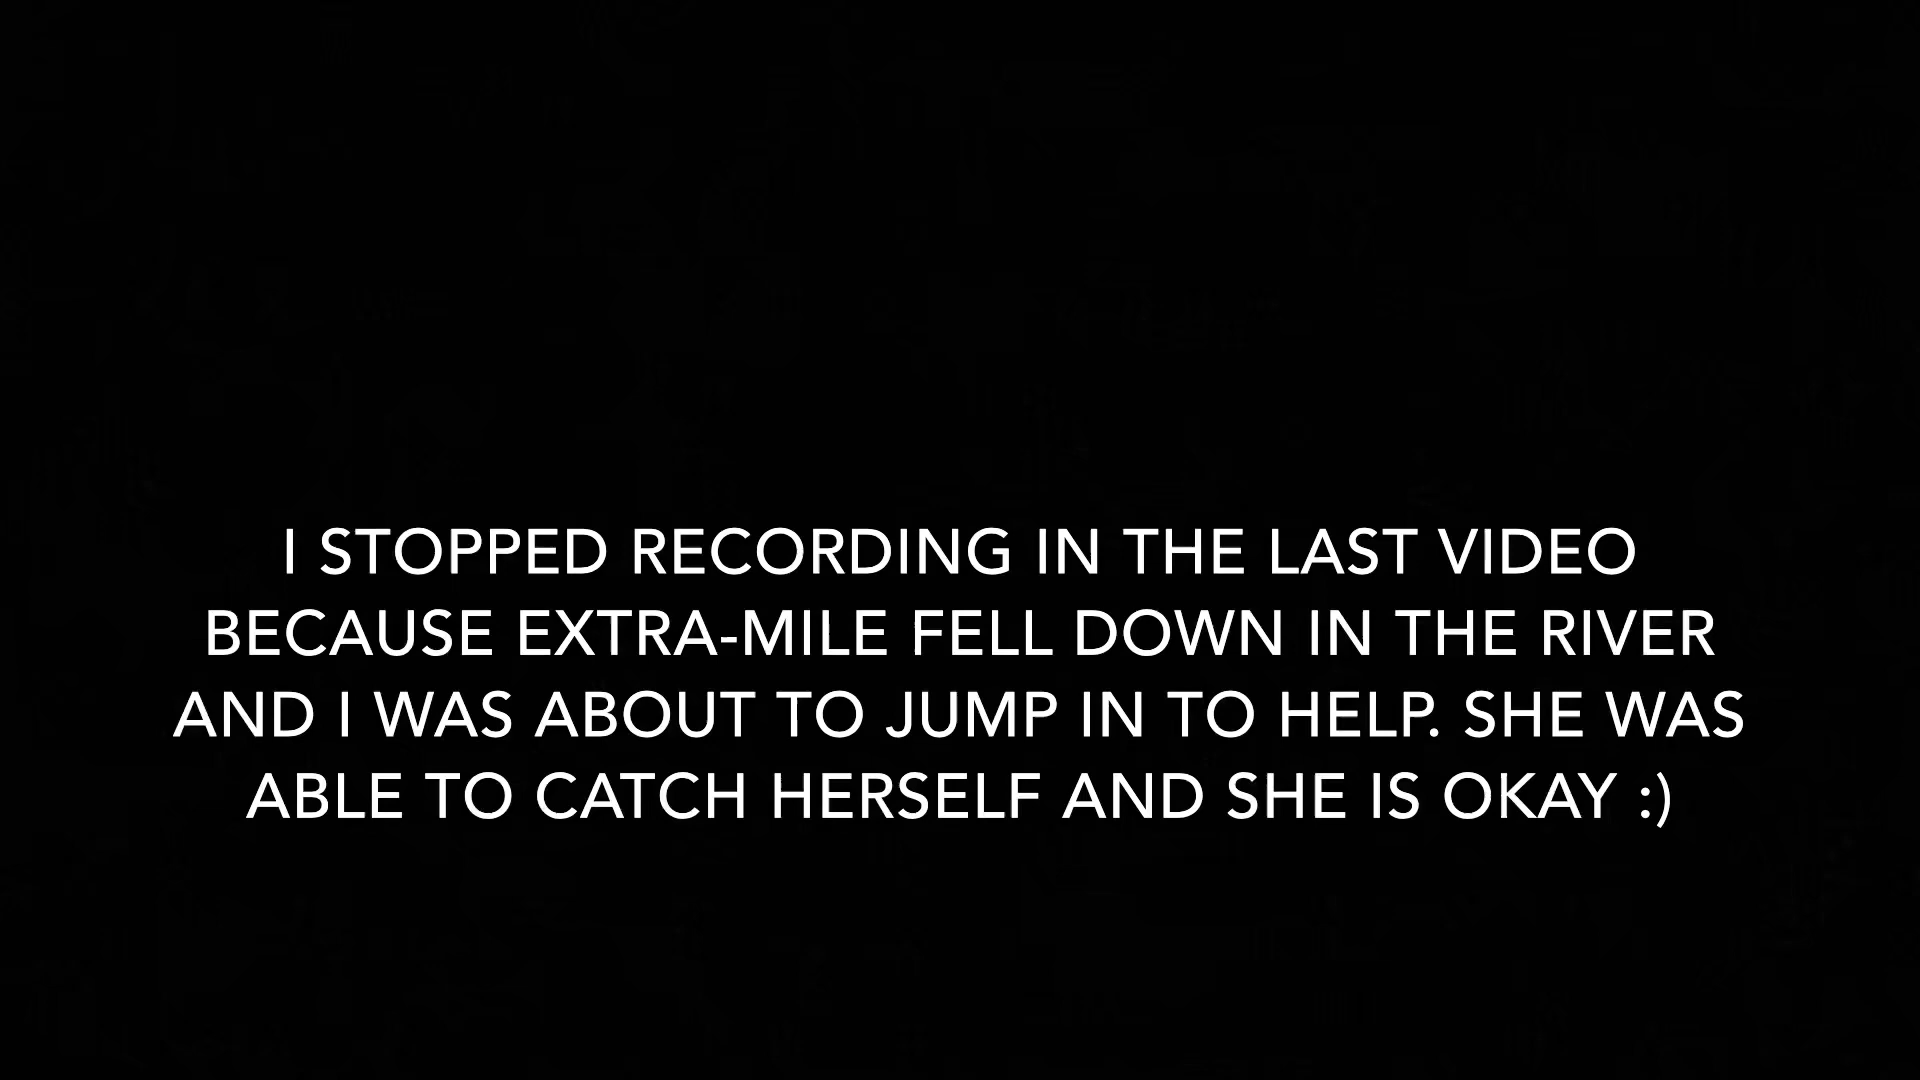 I STOPPED RECORDING IN THE LAST VIDEO
BECAUSE EXTRA-MILE FELL DOWN IN THE RIVER
AND I WAS ABOUT TO JUMP IN TO HELP. SHE WAS
ABLE TO CATCH HERSELF AND SHE IS OKAY :)